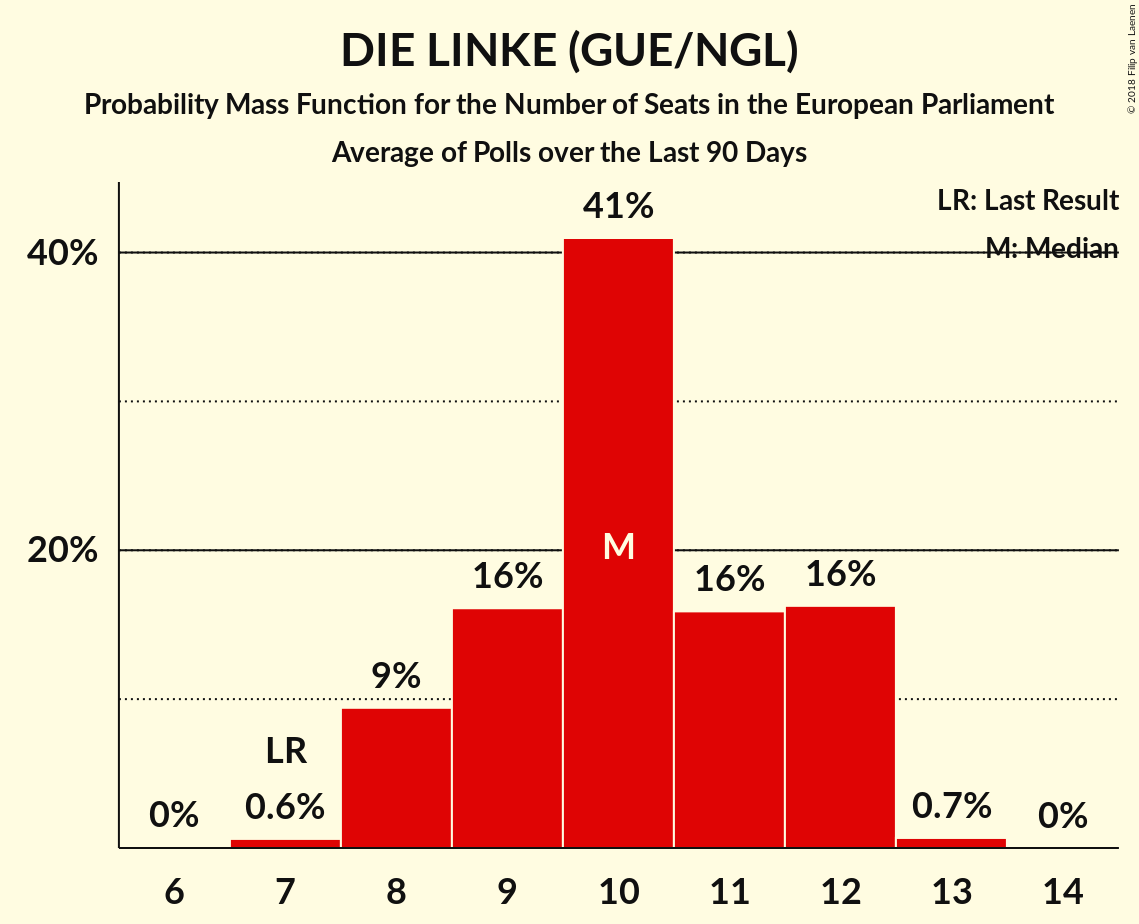 DIE LINKE (GUE/NGL)
Probability Mass Function for the Number of Seats in the European Parliament
Average of Polls over the Last 90 Days
© 2018 Filip van Laenen
LR: Last Result
M: Median
41%
40%
20%
M
16%
16%
16%
9%
LR
0%
0.6%
0.7%
0%
6 7 8 9 10 11 12 13 14